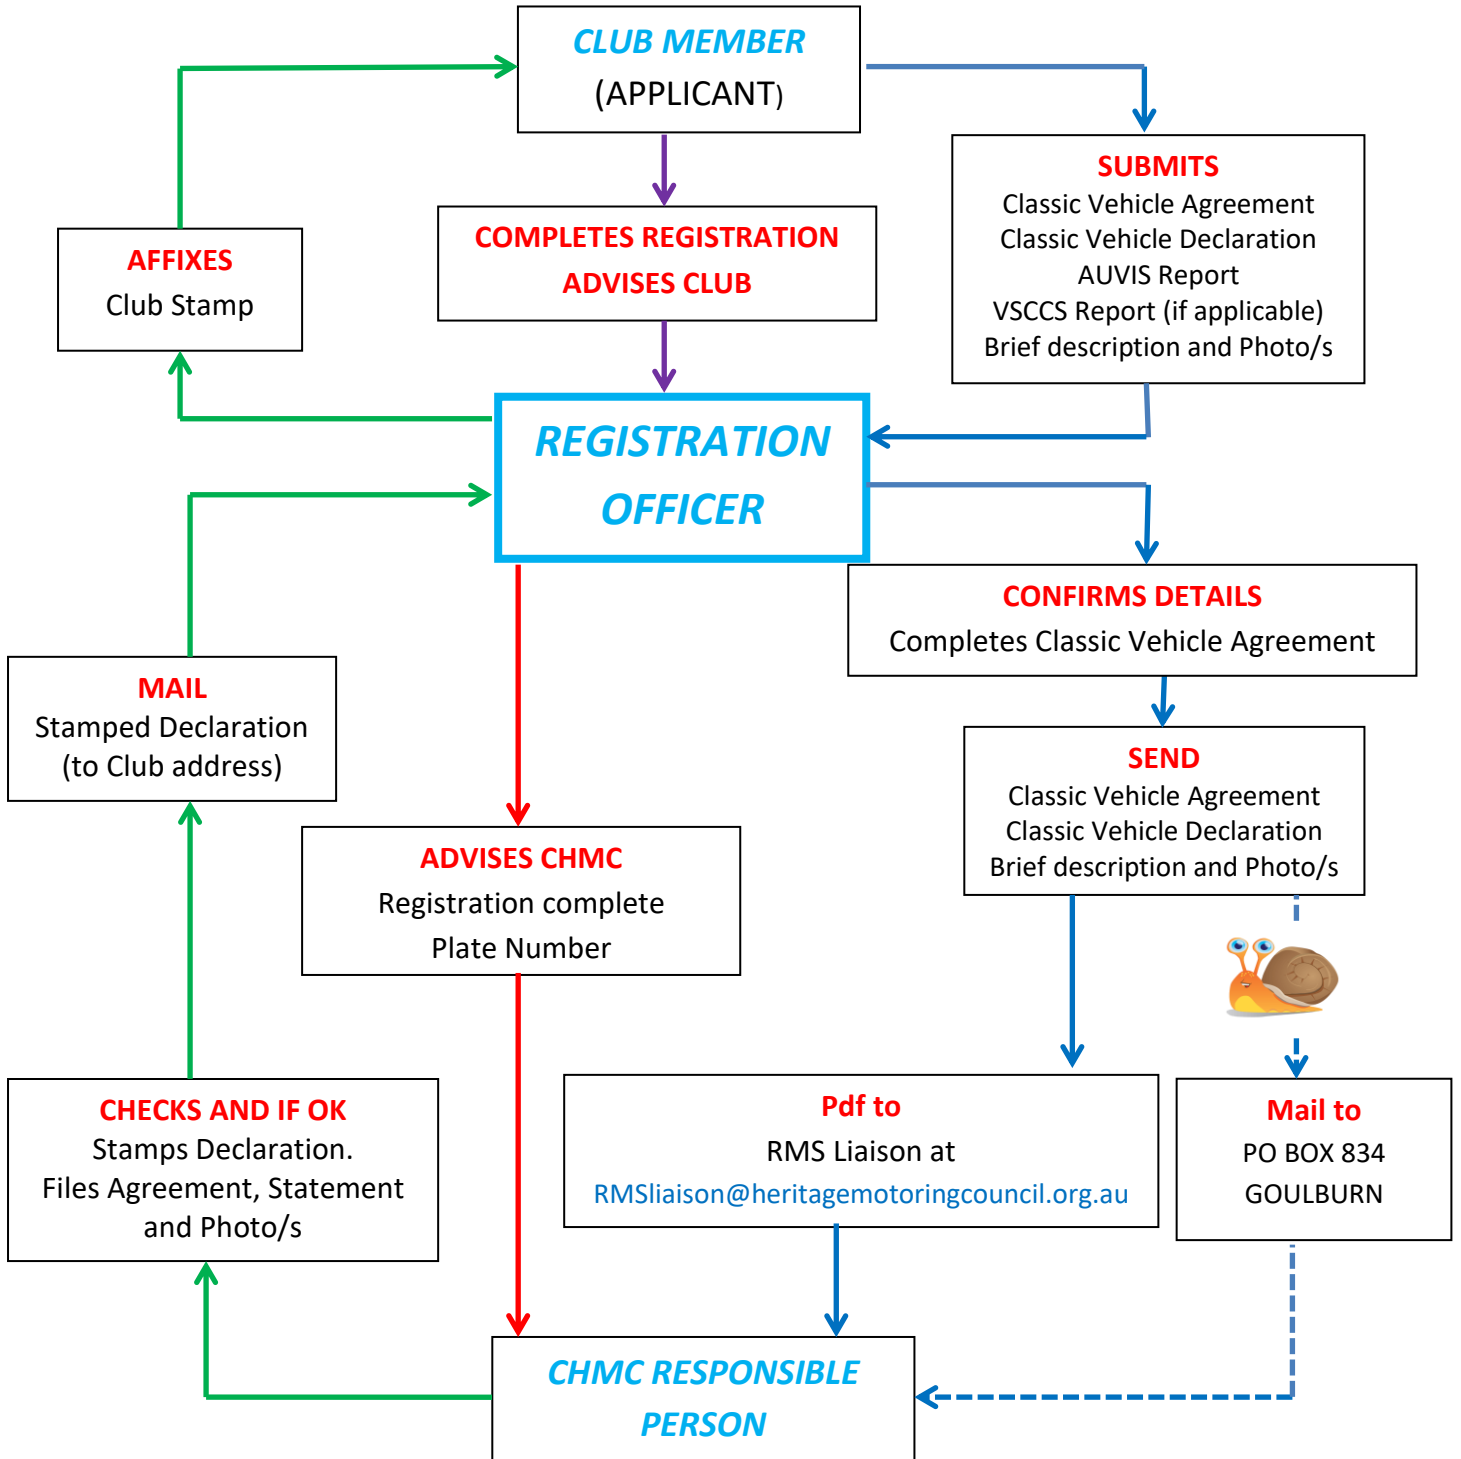 CLUB MEMBER
(APPLICANT)
SUBMITS
Classic Vehicle Agreement
Classic Vehicle Declaration
AUVIS Report
VSCCS Report (if applicable)
Brief description and Photo/s
COMPLETES REGISTRATION
ADVISES CLUB
AFFIXES
Club Stamp
REGISTRATION
OFFICER
CONFIRMS DETAILS
Completes Classic Vehicle Agreement
MAIL
Stamped Declaration
(to Club address)
SEND
Classic Vehicle Agreement
Classic Vehicle Declaration
Brief description and Photo/s
ADVISES CHMC
Registration complete
Plate Number
CHECKS AND IF OK
Stamps Declaration.
Files Agreement, Statement
and Photo/s
Pdf to
RMS Liaison at
RMSliaison@heritagemotoringcouncil.org.au
Mail to
PO BOX 834
GOULBURN
CHMC RESPONSIBLE
PERSON